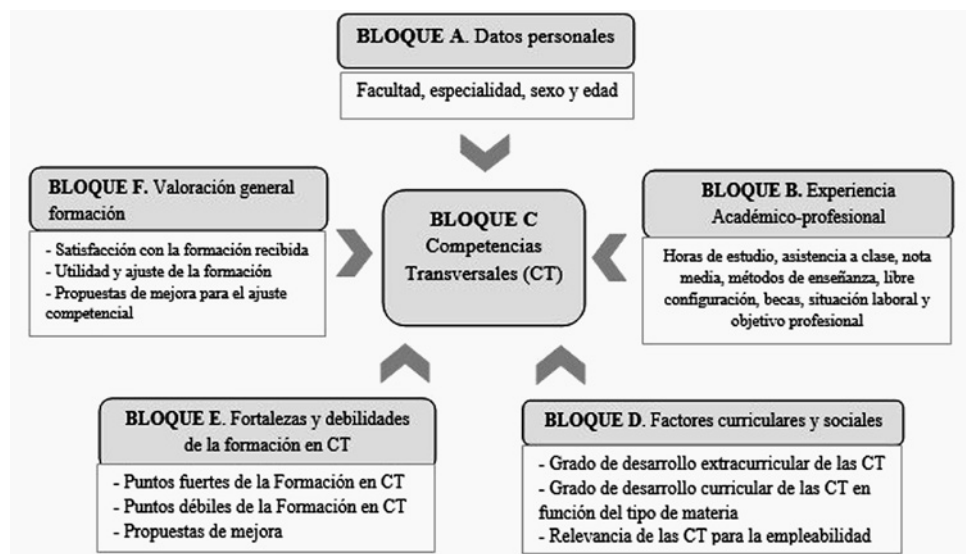 BLOQUE A. Datos personales
Facultad, especialidad, sexo y edad
BLOQUE F. Valoración general
formación
- Satisfacción con la formación recibida
- Utilidad y ajuste de la formación
- Propuestas de mejora para el ajuste
competencial
BLOQUE C
Competencias
Transversales (CT)
BLOQUE B. Experiencia
Académico-profesional
Horas de estudio, asistencia a clase, nota
media, métodos de enseñanza, libre
configuración, becas, situación laboral y
objetivo profesional
BLOQUE E. Fortalezas y debilidades
de la formación en CT
- Puntos fuertes de la Formación en CT
- Puntos débiles de la Formación en CT
- Propuestas de mejora
BLOQUE D. Factores curriculares y sociales
- Grado de desarrollo extracurricular de las CT
- Grado de desarrollo curricular de las CT en
función del tipo de materia
- Relevancia de las CT para la empleabilidad